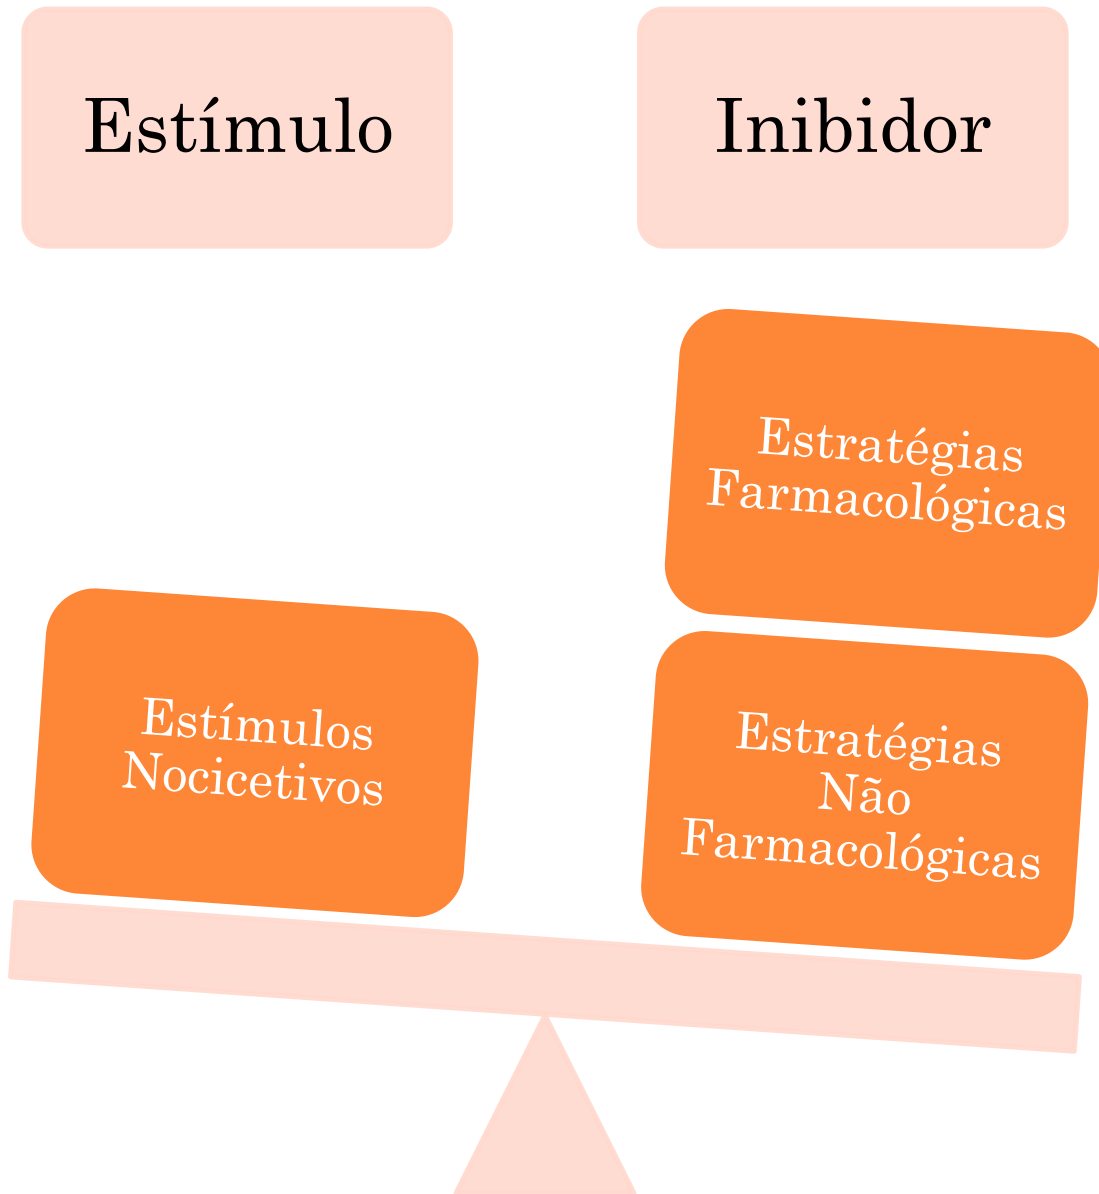 Estímulo
Inibidor
Estratégias
Farmacológicas
Estímulos
Nocicetivos
Estratégias
Não
Farmacológicas